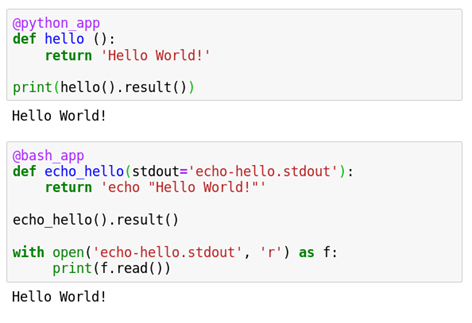 @python_app
def hello ():
    return 'Hello World!'

print(hello().result())
Hello World!

@bash_app
def echo_hello(stdout='echo-hello.stdout'):
    return 'echo "Hello World!"'

echo_hello().result()

with open('echo-hello.stdout', 'r') as f:
     print(f.read())
Hello World!